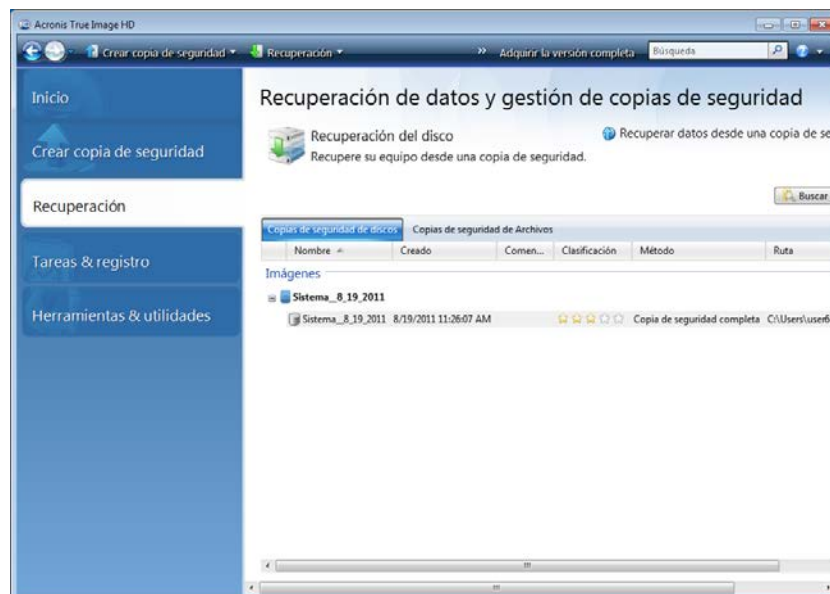 Acronis True Image HD
Crear copia de seguridad Recuperación » Adquirir la versión completa Búsqueda
Inicio
Crear copia de seguridad
Recuperación
Tareas & registro
Herramientas & utilidades
Recuperación de datos y gestión de copias de seguridad
Recuperación del disco
Recupere su equipo desde una copia de seguridad.
Recuperar datos desde una copia de se
Buscar
Copias de seguridad de discos Copias de seguridad de Archivos
Nombre Creado Comen... Clasificación Método Ruta
Imágenes
Sistema_8_19_2011
Sistema_8_19_2011 8/19/2011 11:26:07 AM Copia de seguridad completa C:\Users\user6